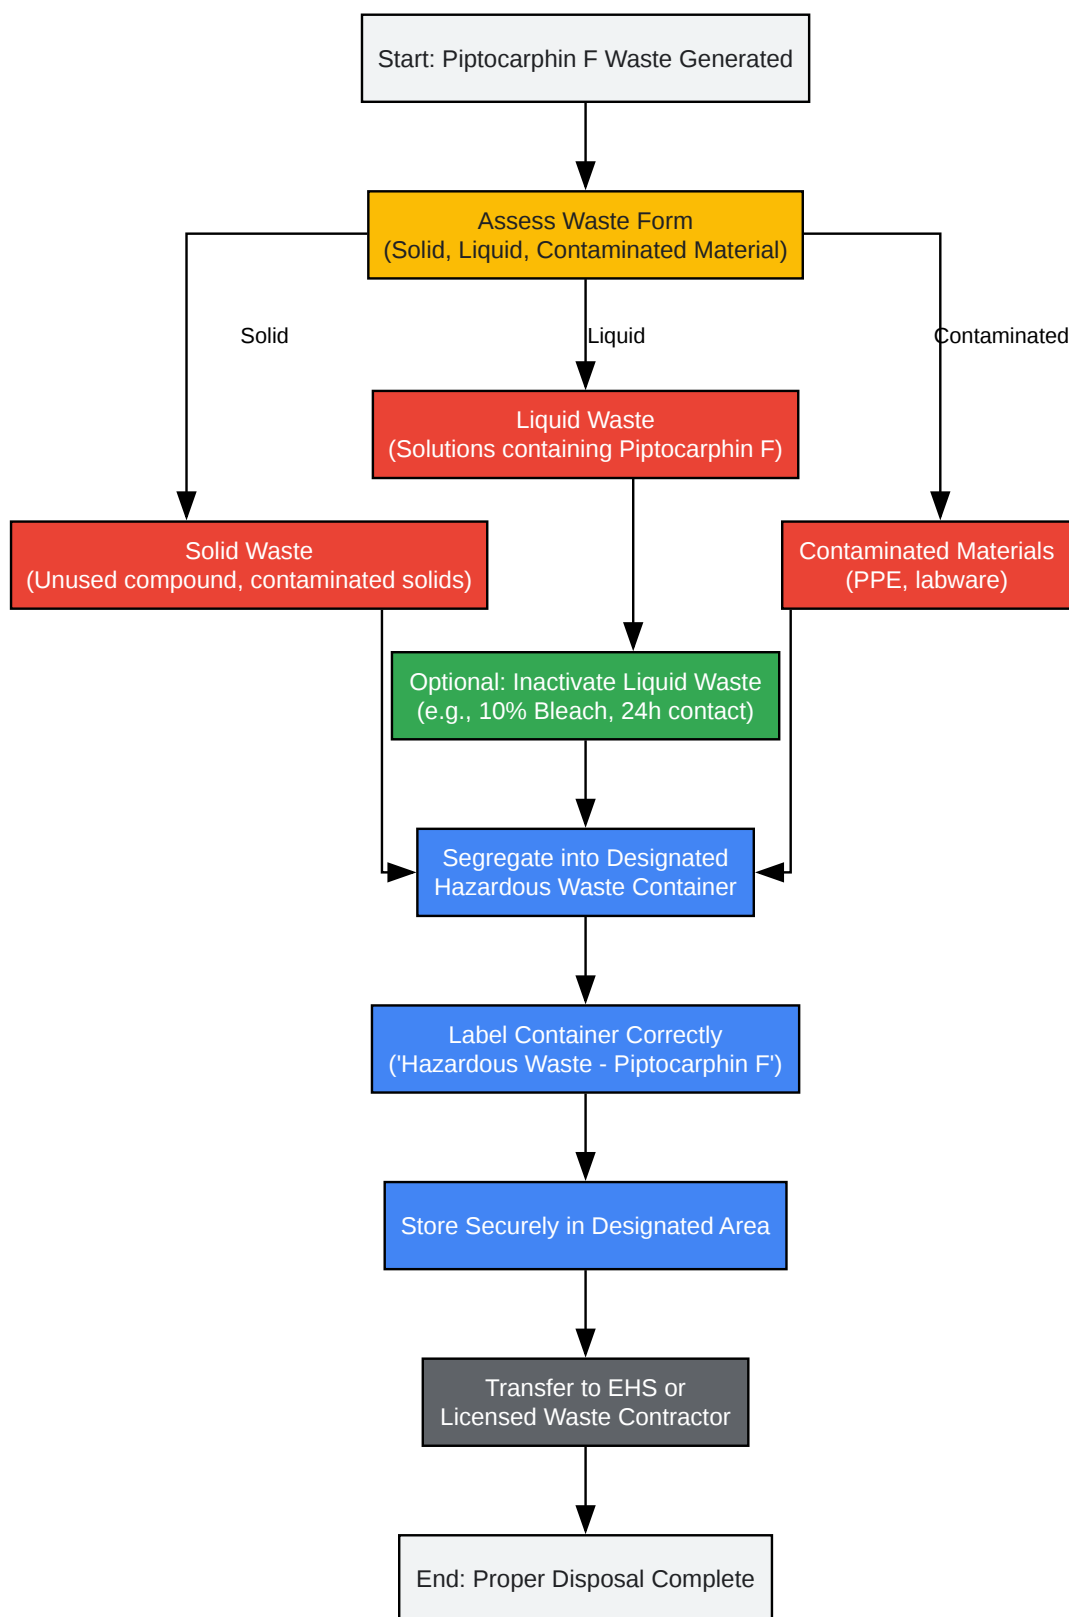 Start: Piptocarphin F Waste Generated
Assess Waste Form
(Solid, Liquid, Contaminated Material)
Solid
Liquid
Contaminated
Liquid Waste
(Solutions containing Piptocarphin F)
Solid Waste
(Unused compound, contaminated solids)
Contaminated Materials
(PPE, labware)
Optional: Inactivate Liquid Waste
(e.g., 10% Bleach, 24h contact)
Segregate into Designated
Hazardous Waste Container
Label Container Correctly
('Hazardous Waste - Piptocarphin F')
Store Securely in Designated Area
Transfer to EHS or
Licensed Waste Contractor
End: Proper Disposal Complete